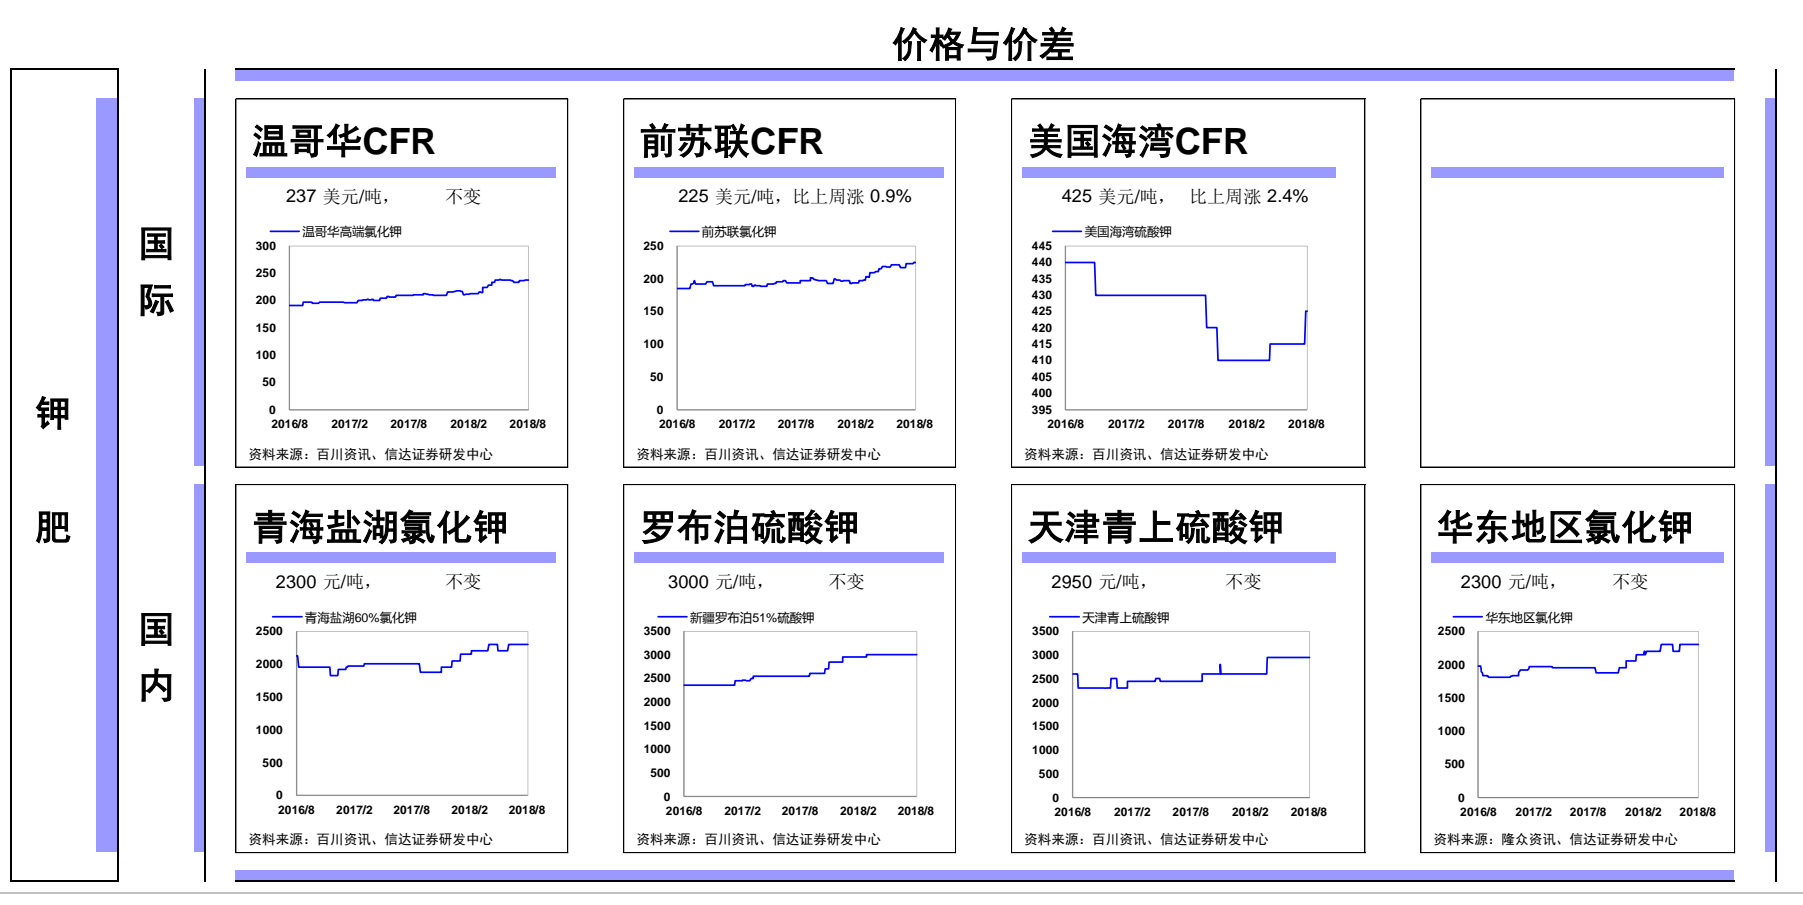 价格与价差
钾
肥
国
际
国
内
温哥华CFR
237 美元/吨， 不变
温哥华高端氯化钾
300
250
200
150
100
50
0
2016/8 2017/2 2017/8 2018/2 2018/8
资料来源：百川资讯、信达证券研发中心
前苏联CFR
225 美元/吨，比上周涨 0.9%
前苏联氯化钾
250
200
150
100
50
0
2016/8 2017/2 2017/8 2018/2 2018/8
资料来源：百川资讯、信达证券研发中心
美国海湾CFR
425 美元/吨， 比上周涨 2.4%
美国海湾硫酸钾
445
440
435
430
425
420
415
410
405
400
395
2016/8 2017/2 2017/8 2018/2 2018/8
资料来源：百川资讯、信达证券研发中心
青海盐湖氯化钾
2300 元/吨， 不变
青海盐湖60%氯化钾
2500
2000
1500
1000
500
0
2016/8 2017/2 2017/8 2018/2 2018/8
资料来源：百川资讯、信达证券研发中心
罗布泊硫酸钾
3000 元/吨， 不变
新疆罗布泊51%硫酸钾
3500
3000
2500
2000
1500
1000
500
0
2016/8 2017/2 2017/8 2018/2 2018/8
资料来源：百川资讯、信达证券研发中心
天津青上硫酸钾
2950 元/吨， 不变
天津青上硫酸钾
3500
3000
2500
2000
1500
1000
500
0
2016/8 2017/2 2017/8 2018/2 2018/8
资料来源：百川资讯、信达证券研发中心
华东地区氯化钾
2300 元/吨， 不变
华东地区氯化钾
2500
2000
1500
1000
500
0
2016/8 2017/2 2017/8 2018/2 2018/8
资料来源：隆众资讯、信达证券研发中心